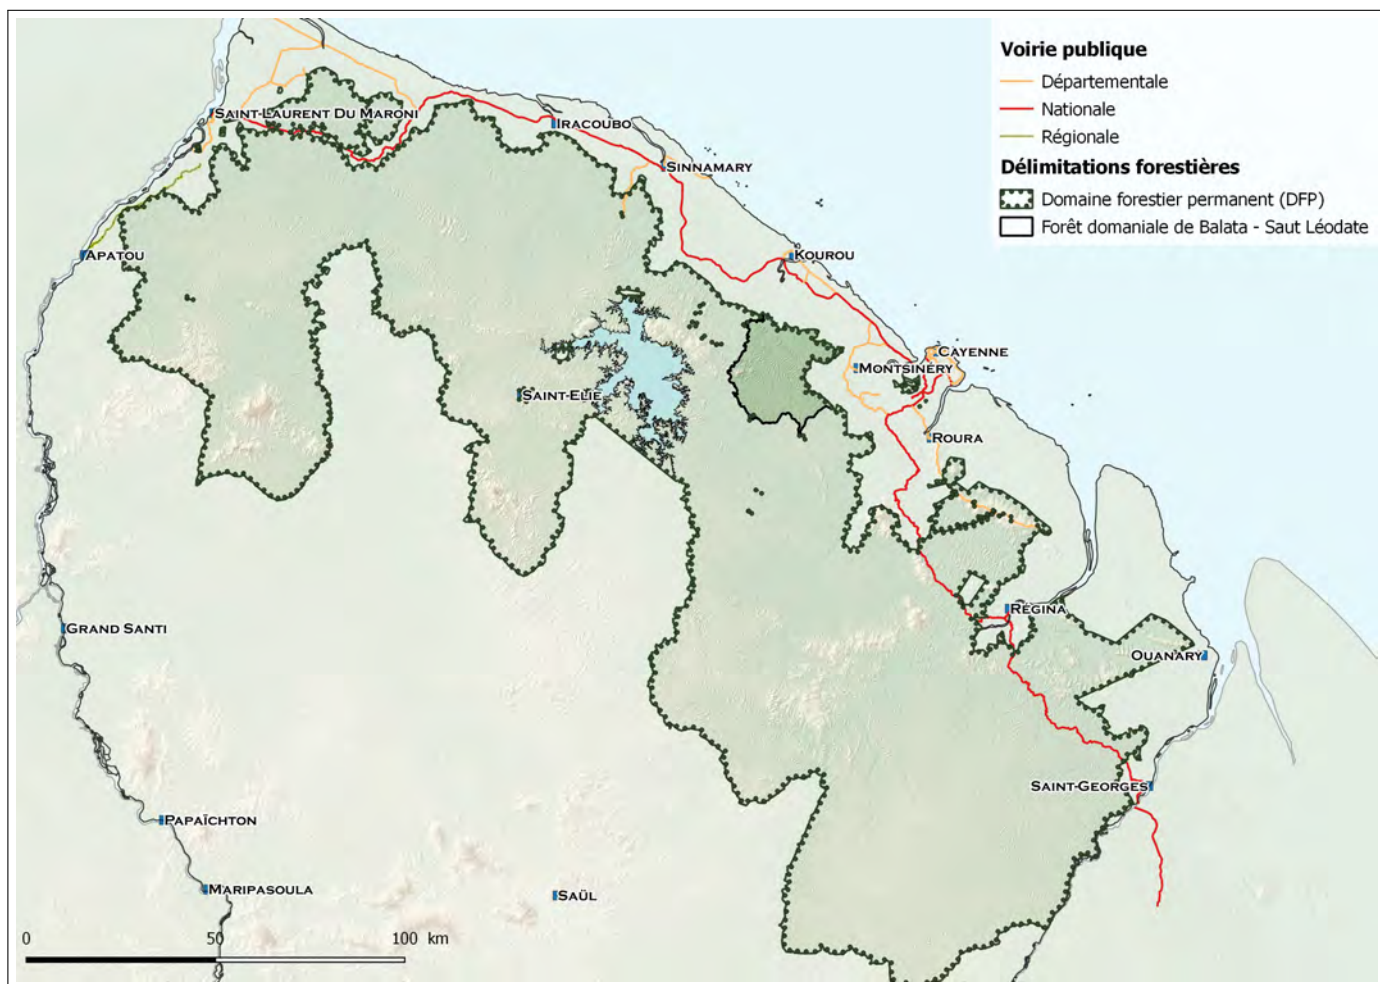 Voirie publique
Départementale
Nationale
Régionale
Délimitations forestières
Domaine forestier permanent (DFP)
Forêt domaniale de Balata - Saut Léodate
SAINT-LAURENT DU MARONI
IRACOUBO
SINNAMARY
APATOU
KOUROU
CAYENNE
MONTSINÉRY
SAINT-ELIE
ROURA
RÉGINA
GRAND SANTI
OUANARY
SAINT-GEORGES
PAPAÏCHTON
MARIPASOULA
SAÜL
0 50 100 km